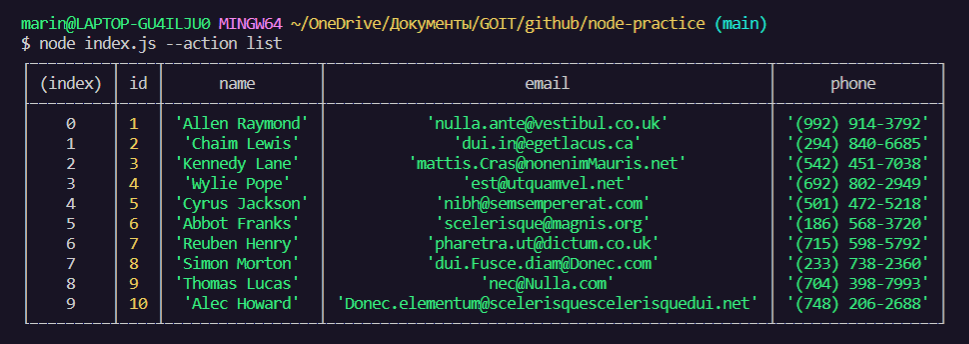 marin@LAPTOP-GU4ILJU0 MINGW64 ~/OneDrive/Документы/GOIT/github/node-practice (main)
$ node index.js --action list
(index) id name email phone
0 1 'Allen Raymond' 'nulla.ante@vestibul.co.uk' '(992) 914-3792'
1 2 'Chaim Lewis' 'dui.in@egetlacus.ca' '(294) 840-6685'
2 3 'Kennedy Lane' 'mattis.Cras@nonenimMauris.net' '(542) 451-7038'
3 4 'Wylie Pope' 'est@utquamvel.net' '(692) 802-2949'
4 5 'Cyrus Jackson' 'nibh@semsempererat.com' '(501) 472-5218'
5 6 'Abbot Franks' 'scelerisque@magnis.org' '(186) 568-3720'
6 7 'Reuben Henry' 'pharetra.ut@dictum.co.uk' '(715) 598-5792'
7 8 'Simon Morton' 'dui.Fusce.diam@Donec.com' '(233) 738-2360'
8 9 'Thomas Lucas' 'nec@Nulla.com' '(704) 398-7993'
9 10 'Alec Howard' 'Donec.elementum@scelerisquescelerisquedui.net' '(748) 206-2688'